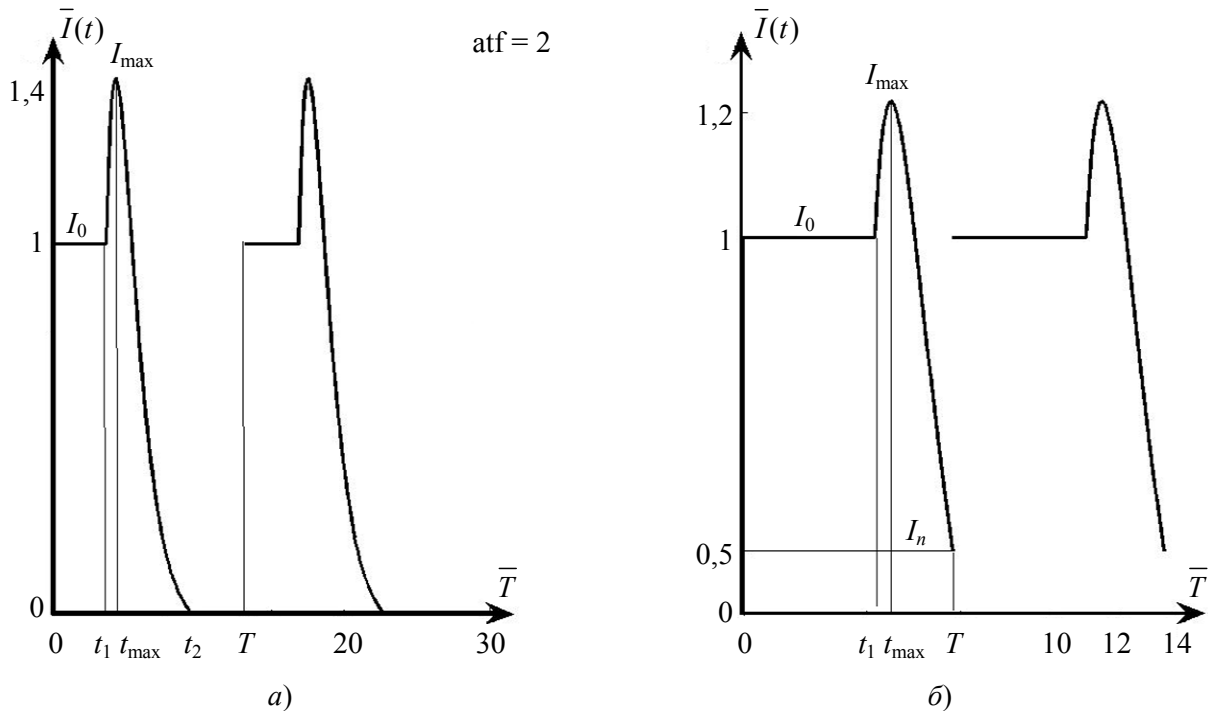 I̅(t)
atf = 2
I_max
1,4
I_0
1
0
T̅
0 t_1 t_max t_2 T 20 30
а)
I̅(t)
I_max
1,2
I_0
1
I_n
0,5
T̅
0
0 t_1 t_max T 10 12 14
б)